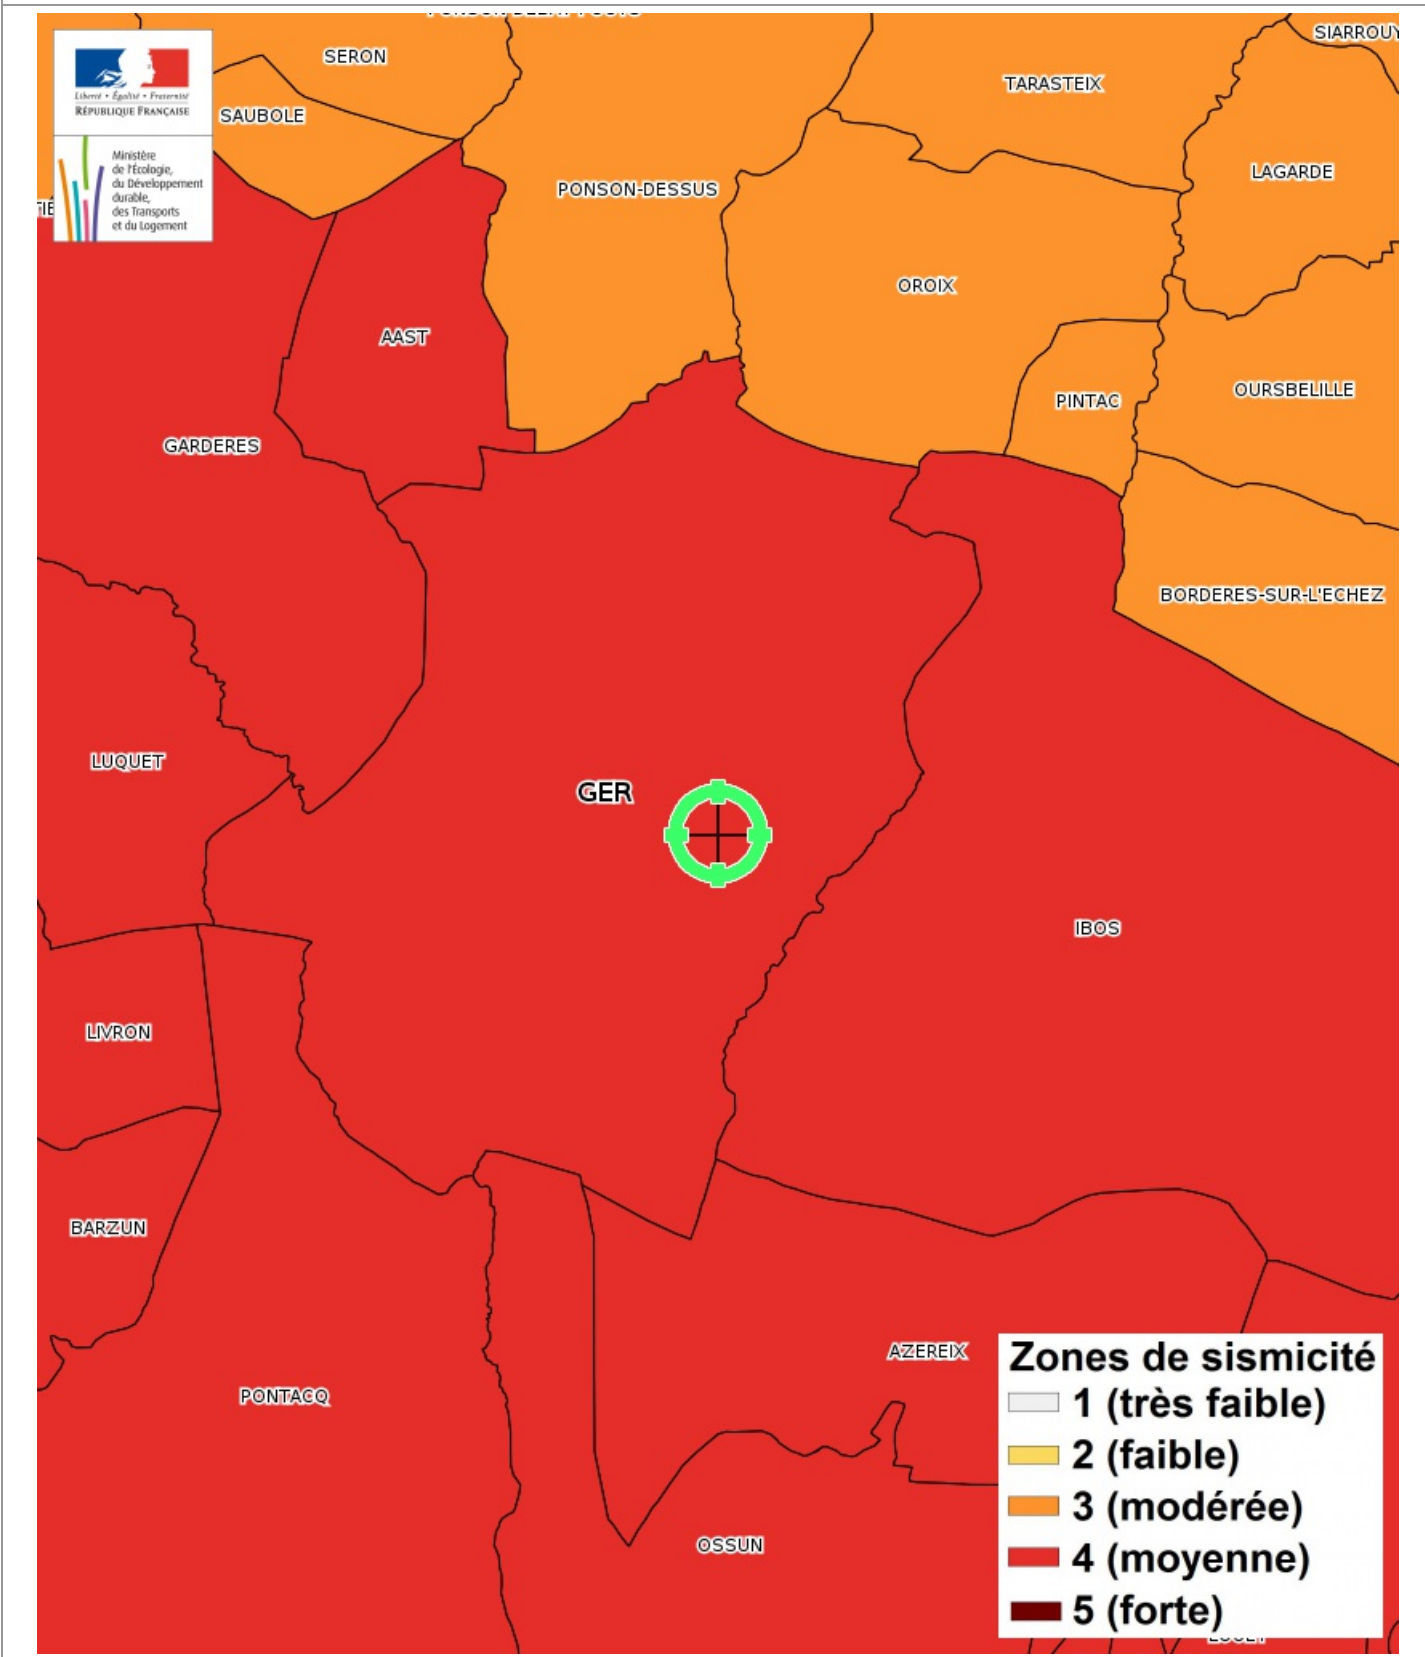 SERON
SIARROUY
TARASTEIX
Liberté • Égalité • Fraternité
RÉPUBLIQUE FRANÇAISE
SAUBOLE
Ministère
de l'Écologie,
du Développement
durable,
des Transports
et du Logement
LAGARDE
PONSON-DESSUS
OROIX
AAST
OURSBELILLE
PINTAC
GARDERES
BORDERES-SUR-L'ECHEZ
LUQUET
GER
IBOS
LIVRON
BARZUN
AZEREIX
PONTACQ
OSSUN
Zones de sismicité
1 (très faible)
2 (faible)
3 (modérée)
4 (moyenne)
5 (forte)